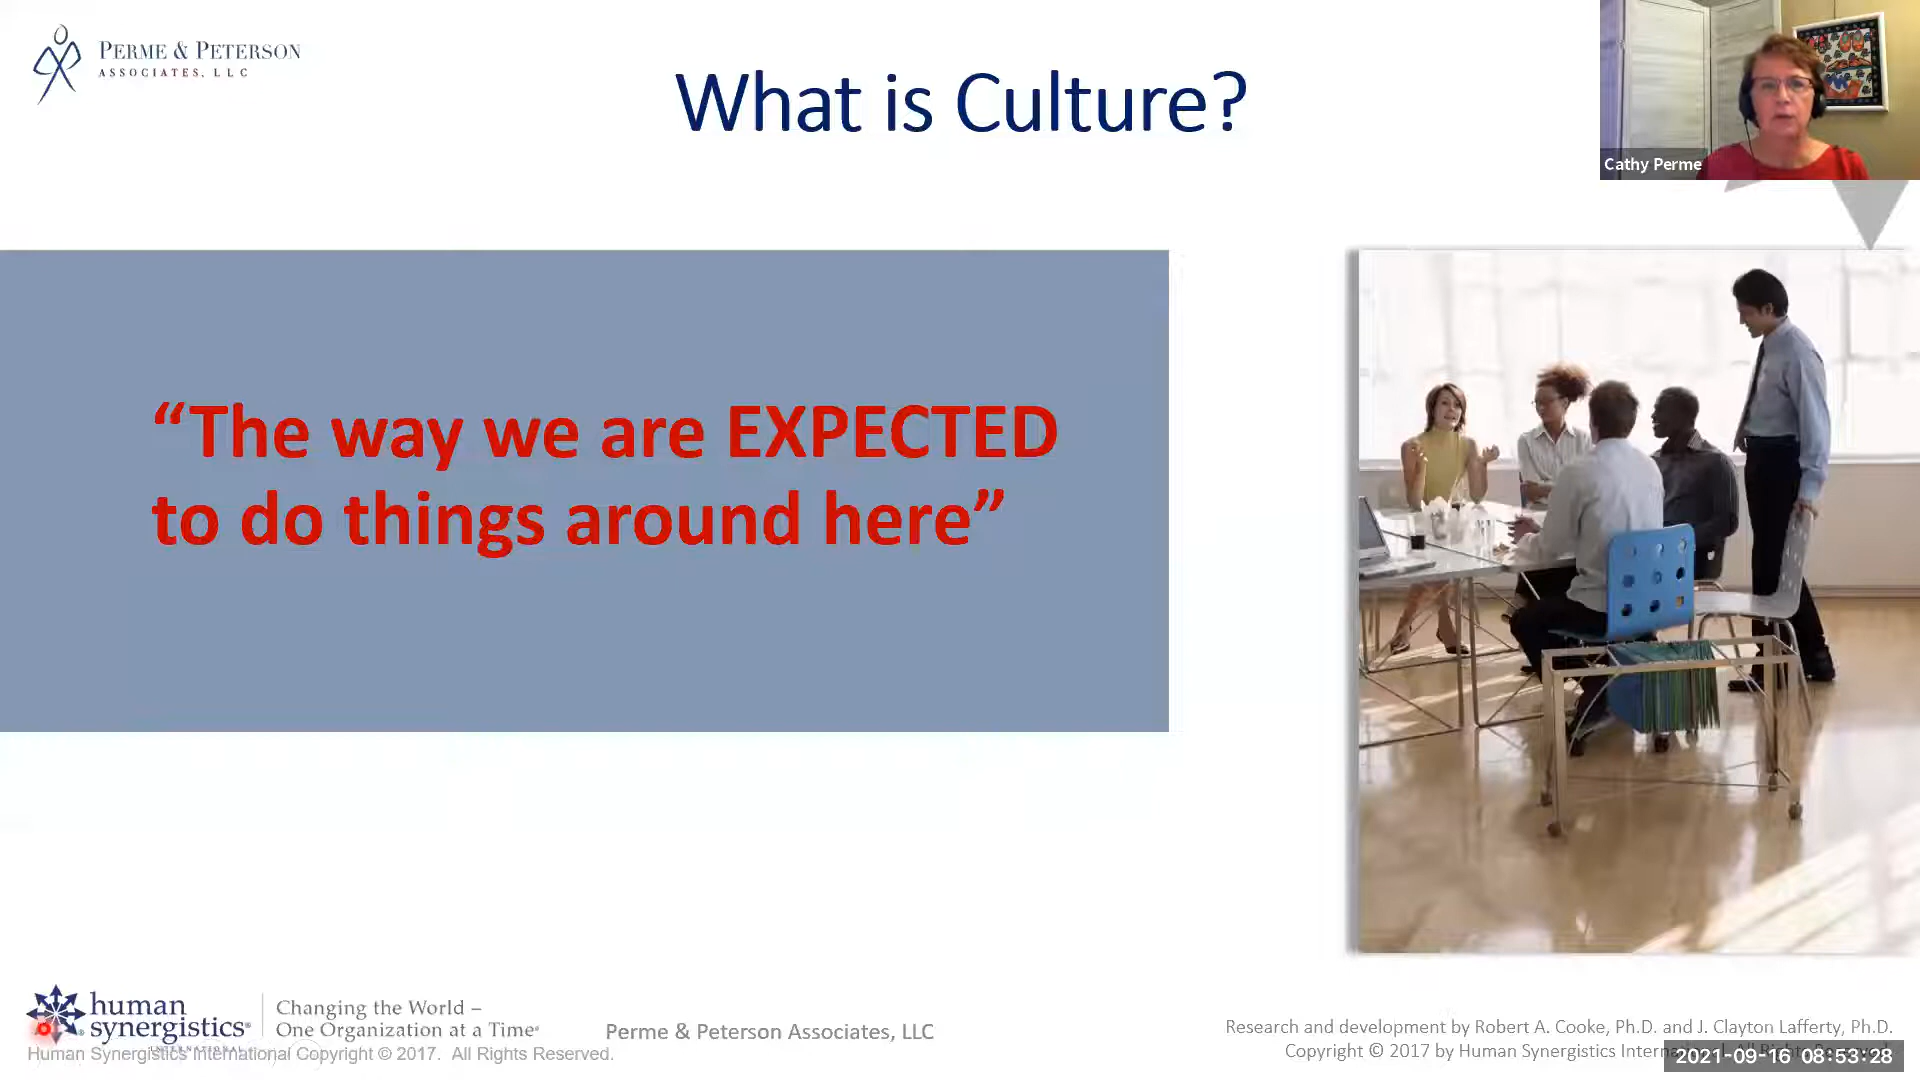 PERME & PETERSON
ASSOCIATES, LLC
What is Culture?
Cathy Perme
“The way we are EXPECTED
to do things around here”
human
synergistics®
INTERNATIONAL
Changing the World –
One Organization at a Time®
Human Synergistics International Copyright © 2017. All Rights Reserved.
Perme & Peterson Associates, LLC
Research and development by Robert A. Cooke, Ph.D. and J. Clayton Lafferty, Ph.D.
Copyright © 2017 by Human Synergistics
2021-09-16 08:53:28